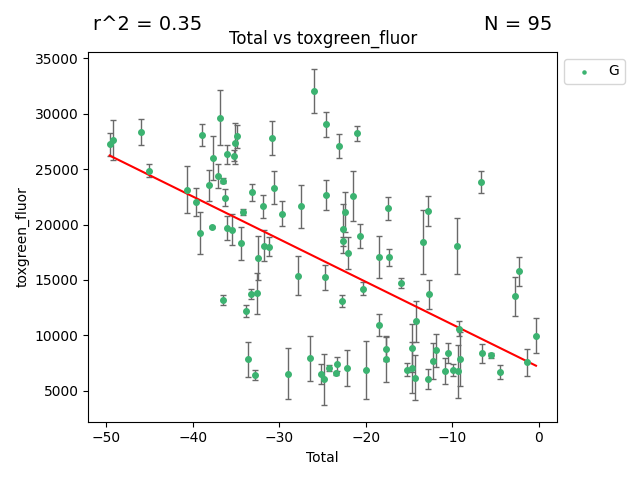 r^2 = 0.35
N = 95
Total vs toxgreen_fluor
G
35000
30000
25000
20000
15000
10000
5000
toxgreen_fluor
−50
−40
−30
−20
−10
0
Total